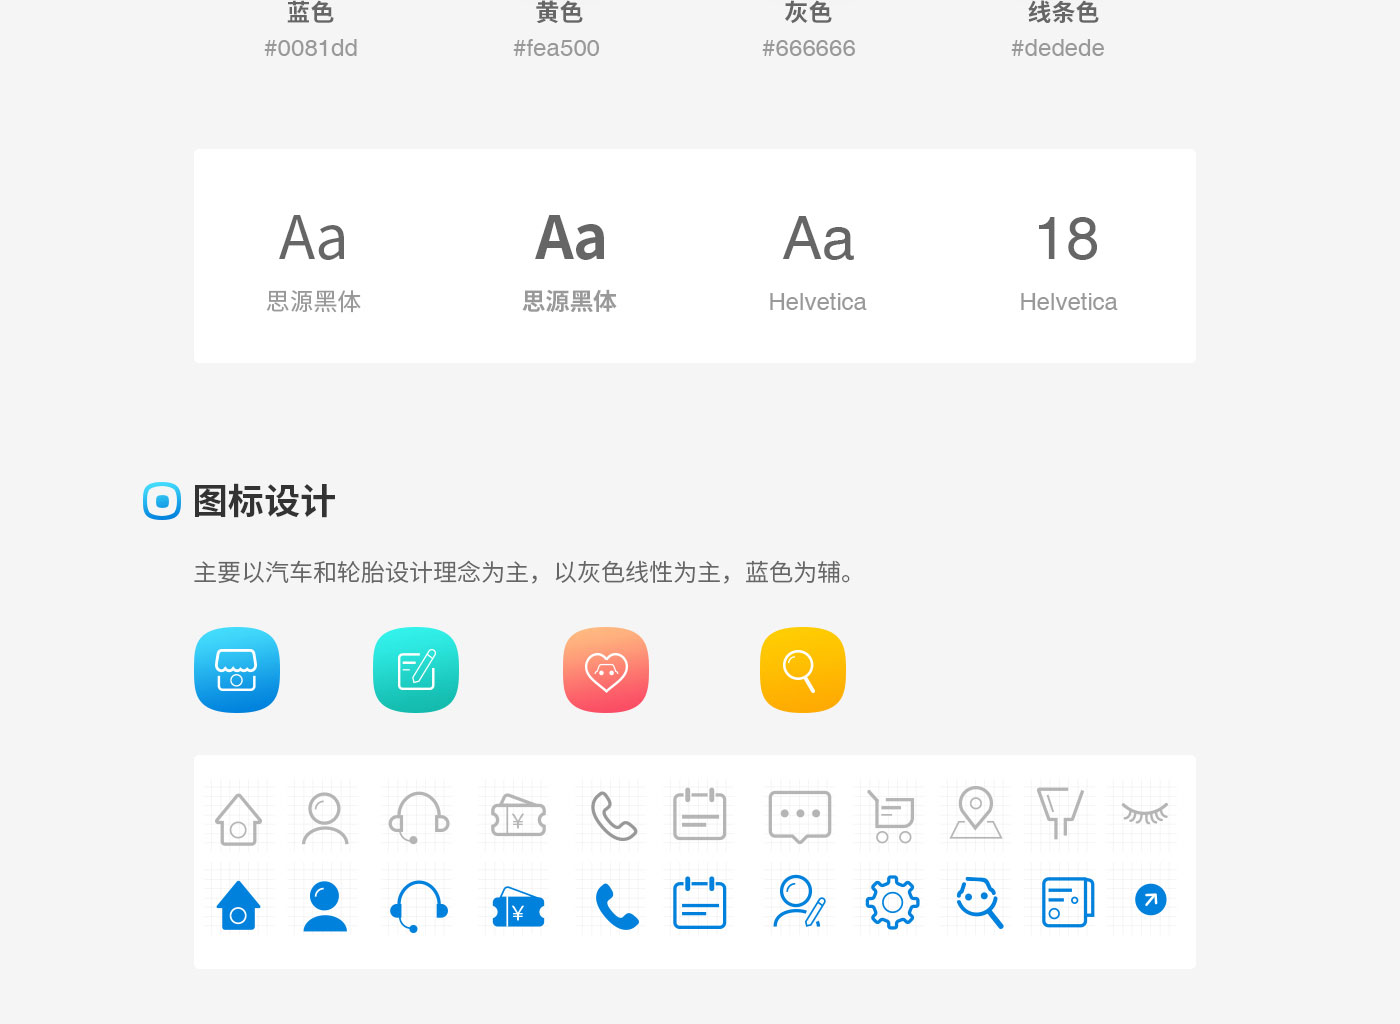 蓝色 黄色 灰色 线条色
#0081dd #fea500 #666666 #dedede
Aa Aa Aa 18
思源黑体 思源黑体 Helvetica Helvetica
图标设计
主要以汽车和轮胎设计理念为主，以灰色线性为主，蓝色为辅。
¥
¥